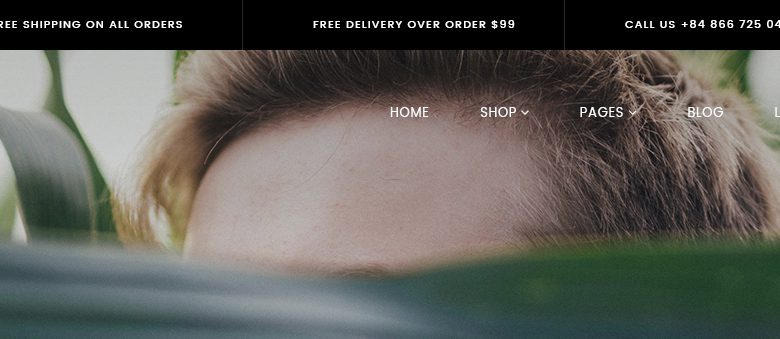 REE SHIPPING ON ALL ORDERS
FREE DELIVERY OVER ORDER $99
CALL US +84 866 725 04
HOME
SHOP
PAGES
BLOG
L